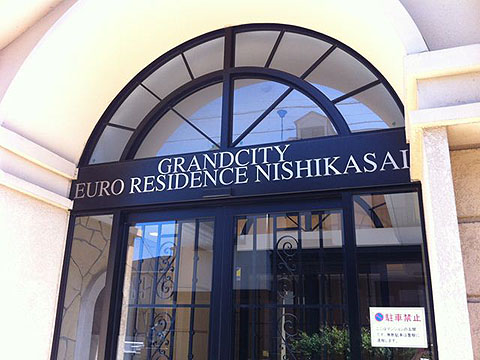 GRANDCITY
EURO RESIDENCE NISHIKASAI
駐車禁止